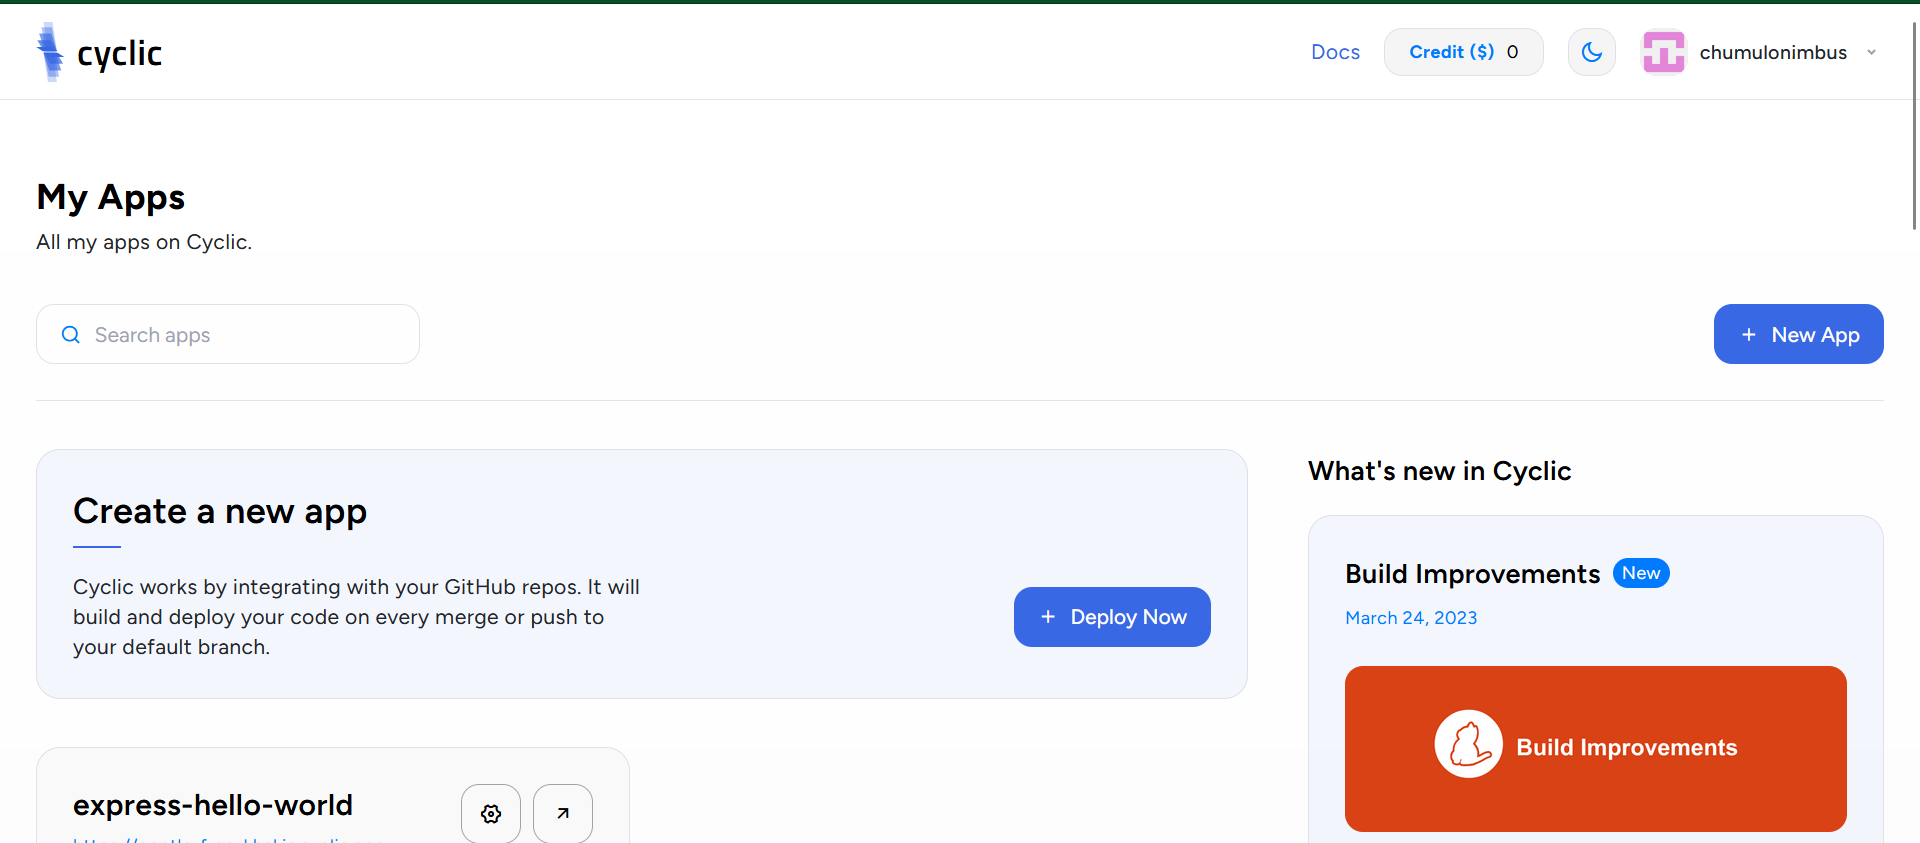 cyclic
Docs
Credit ($) 0
chumulonimbus
My Apps
All my apps on Cyclic.
Search apps
+ New App
Create a new app
Cyclic works by integrating with your GitHub repos. It will
build and deploy your code on every merge or push to
your default branch.
+ Deploy Now
express-hello-world
What's new in Cyclic
Build Improvements New
March 24, 2023
Build Improvements